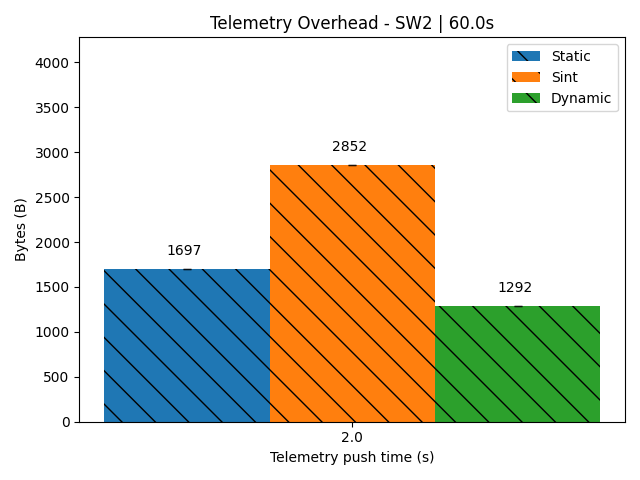 Telemetry Overhead - SW2 | 60.0s
Static
Sint
Dynamic
4000
3500
3000
2500
2000
1500
1000
500
0
Bytes (B)
1697
2852
1292
2.0
Telemetry push time (s)